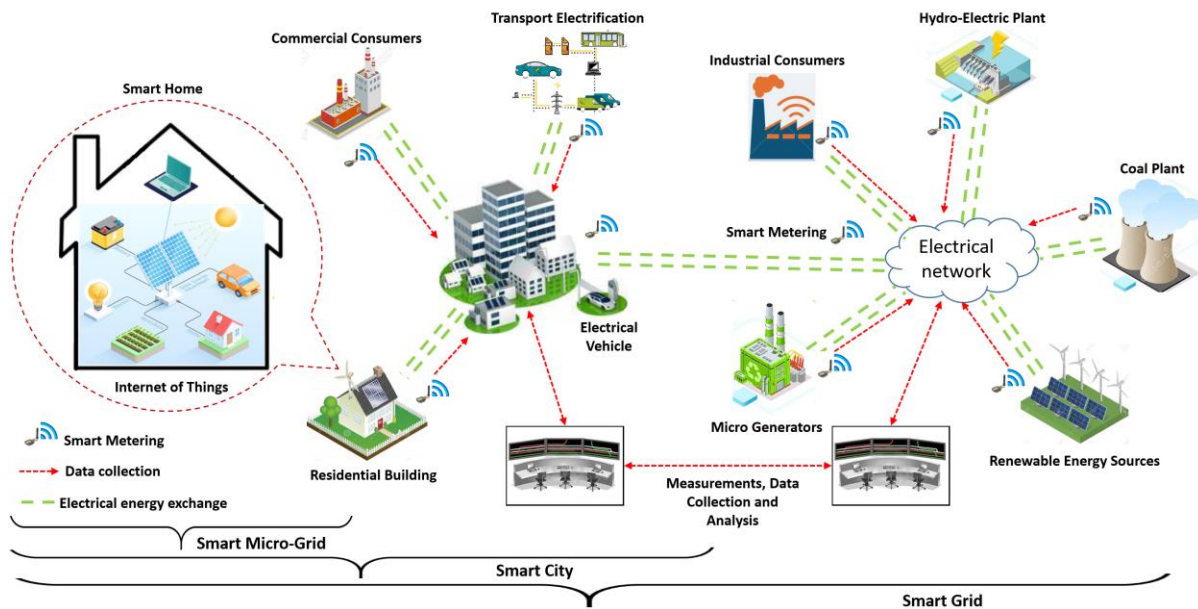 Transport Electrification
Hydro-Electric Plant
Commercial Consumers
Industrial Consumers
Smart Home
Coal Plant
Smart Metering
Electrical
network
Electrical
Vehicle
Internet of Things
Micro Generators
Smart Metering
Renewable Energy Sources
Data collection
Residential Building
Measurements, Data
Collection and
Analysis
Electrical energy exchange
Smart Micro-Grid
Smart City
Smart Grid